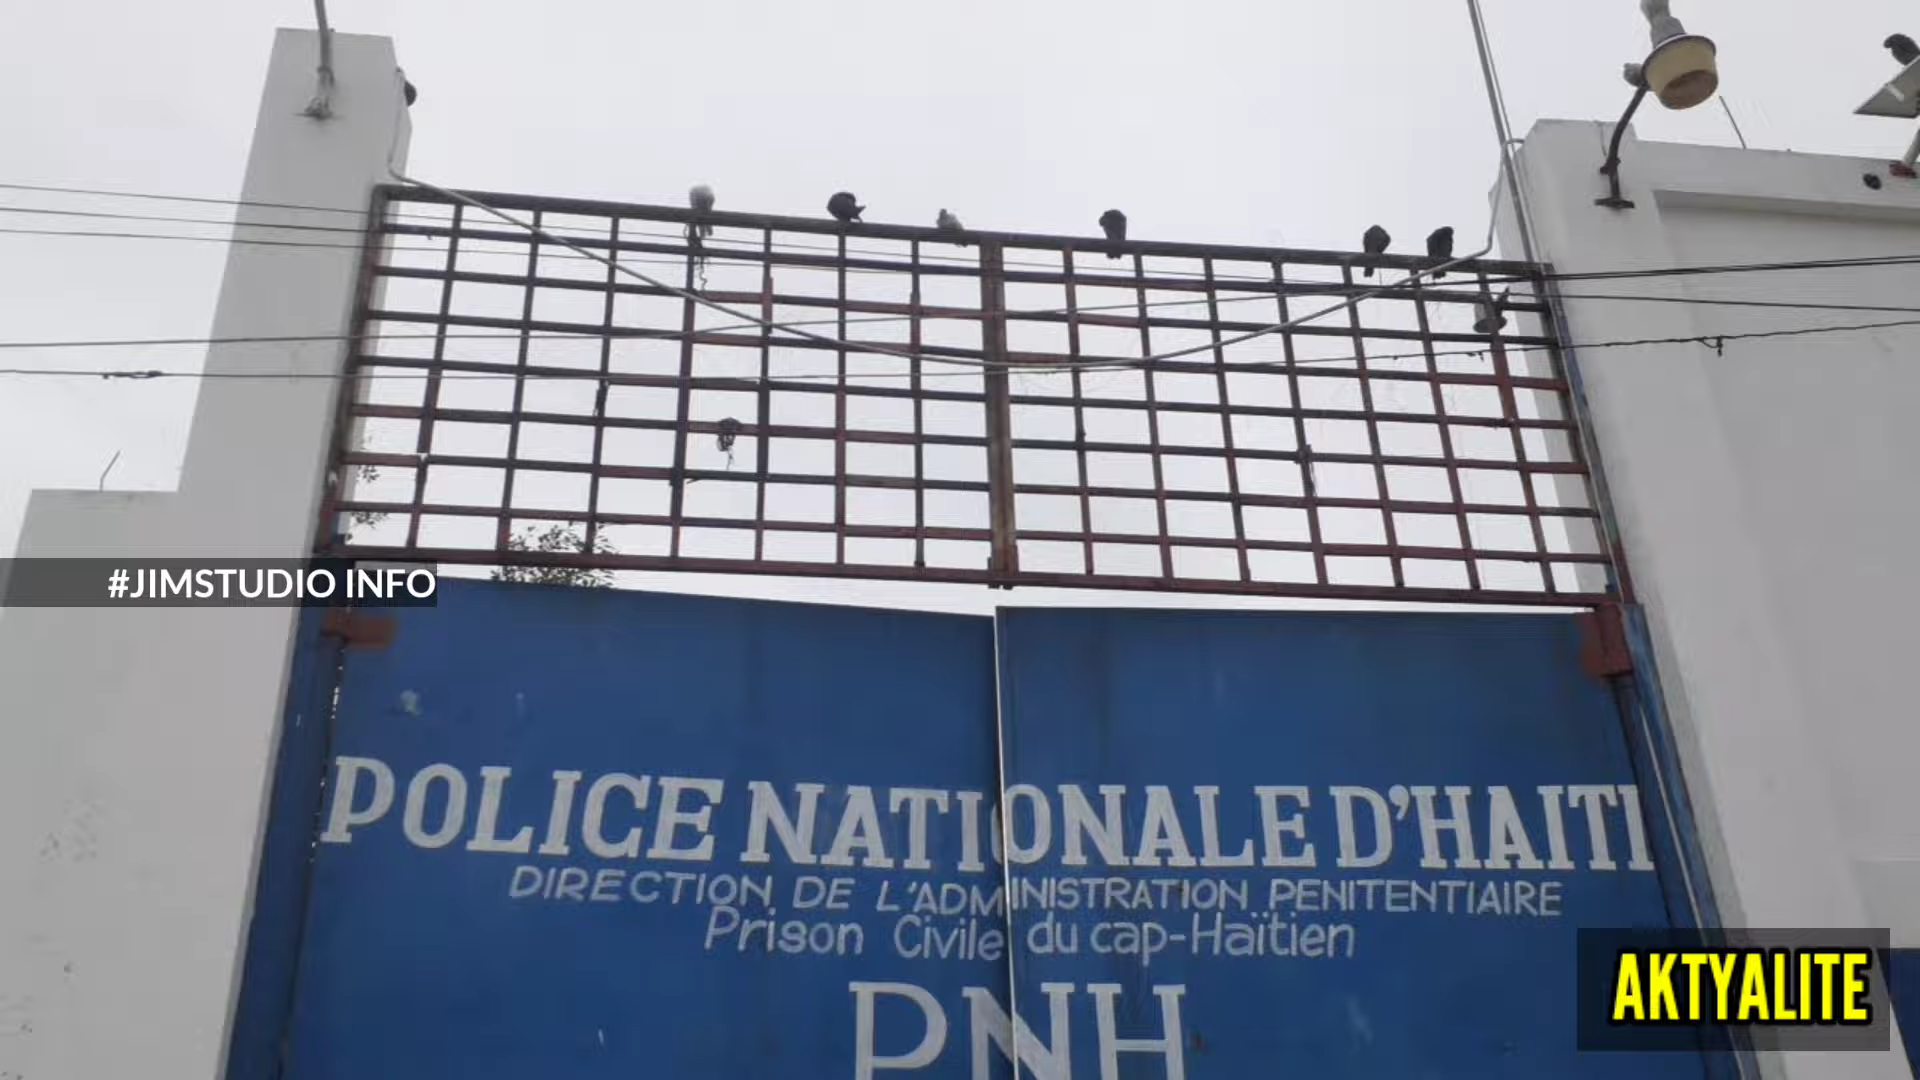 #JIMSTUDIO INFO
POLICE NATIONALE D'HAITI
DIRECTION DE L'ADMINISTRATION PENITENTIAIRE
Prison Civile du cap-Haïtien
PNH
AKTYALITE